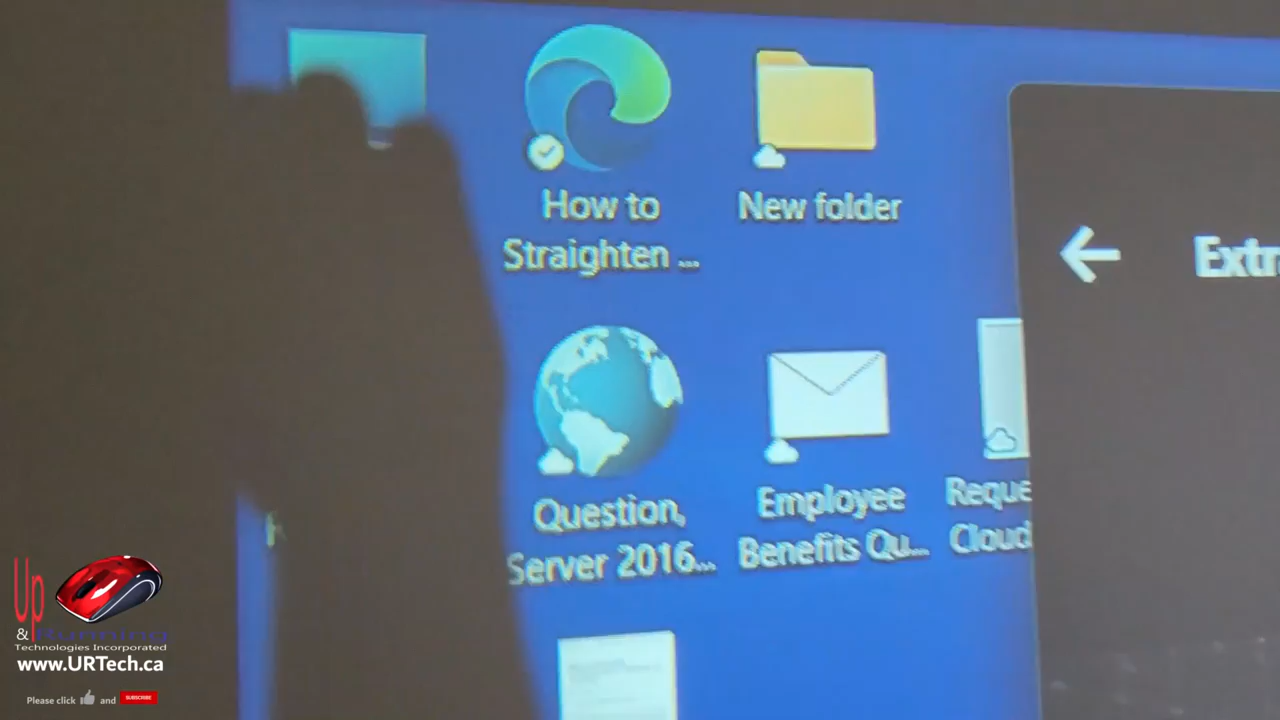 How to
Straighten ...
New folder
Extr
Question,
Server 2016...
Employee
Benefits Qu...
Reque
Cloud
Up
& Running
Technologies Incorporated
www.URTech.ca
Please click and SUBSCRIBE